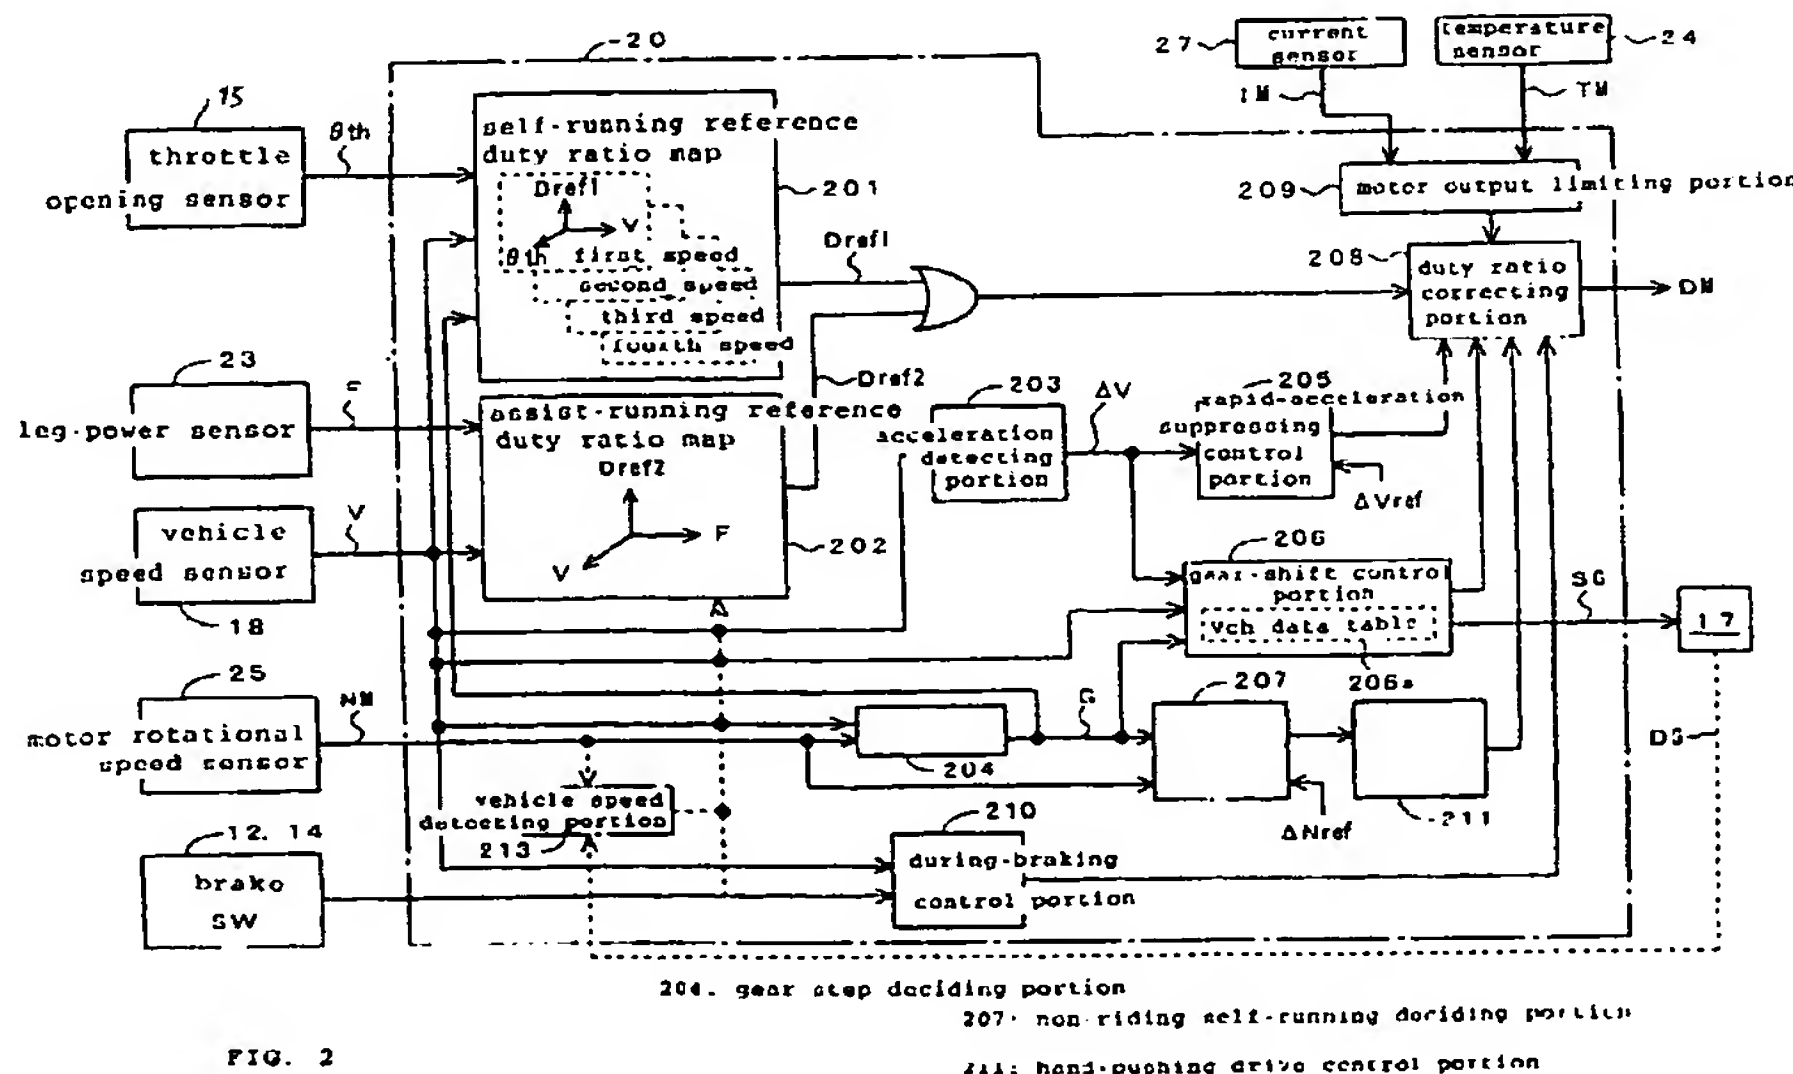 20
27
current
sensor
temperature
sensor
24
IM
TM
15
throttle
opening sensor
θth
self-running reference
duty ratio map
Dref1
V
θth
first speed
second speed
third speed
fourth speed
201
209
motor output limiting portion
Dref1
208
duty ratio
correcting
portion
DM
23
leg-power sensor
F
assist-running reference
duty ratio map
Dref2
F
V
202
Dref2
203
acceleration
detecting
portion
ΔV
205
rapid-acceleration
suppressing
control
portion
ΔVref
vehicle
speed sensor
18
V
206
gear-shift control
portion
Vch data table
206a
SG
17
DG
25
motor rotational
speed sensor
NM
204
G
207
ΔNref
211
vehicle speed
detecting portion
213
12, 14
brake
SW
210
during-braking
control portion
204. gear step deciding portion
207: non-riding self-running deciding portion
211: hand-pushing drive control portion
FIG. 2